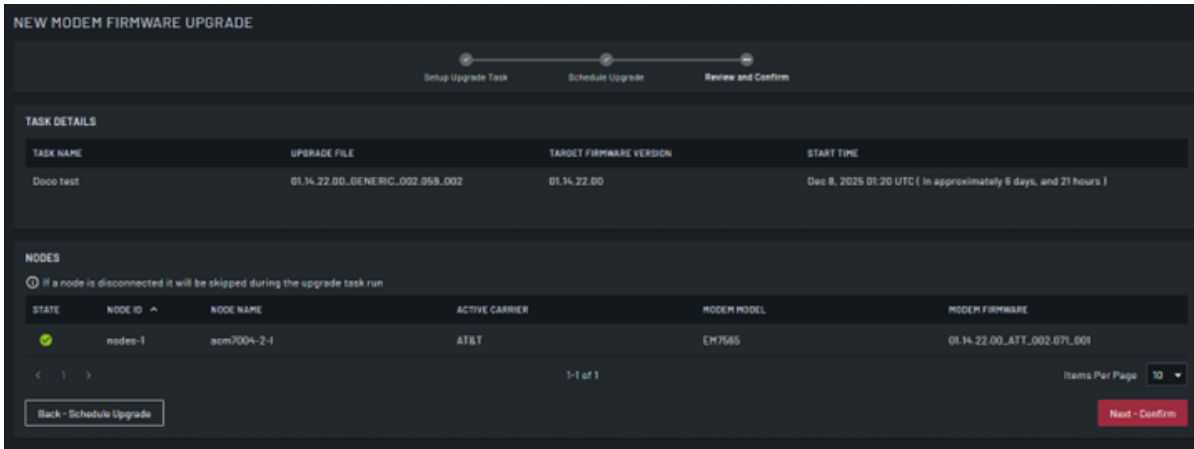 NEW MODEM FIRMWARE UPGRADE
Setup Upgrade Task Schedule Upgrade Review and Confirm
TASK DETAILS
TASK NAME UPGRADE FILE TARGET FIRMWARE VERSION START TIME
Doco test 01.14.22.00_GENERIC_002.059_002 01.14.22.00 Dec 8, 2025 01:20 UTC ( In approximately 6 days, and 21 hours )
NODES
If a node is disconnected it will be skipped during the upgrade task run
STATE NODE ID NODE NAME ACTIVE CARRIER MODEM MODEL MODEM FIRMWARE
nodes-1 acm7004-2-l AT&T EM7565 01.14.22.00_ATT_002.071_001
< 1 > 1-1 of 1 Items Per Page 10
Back - Schedule Upgrade Next - Confirm